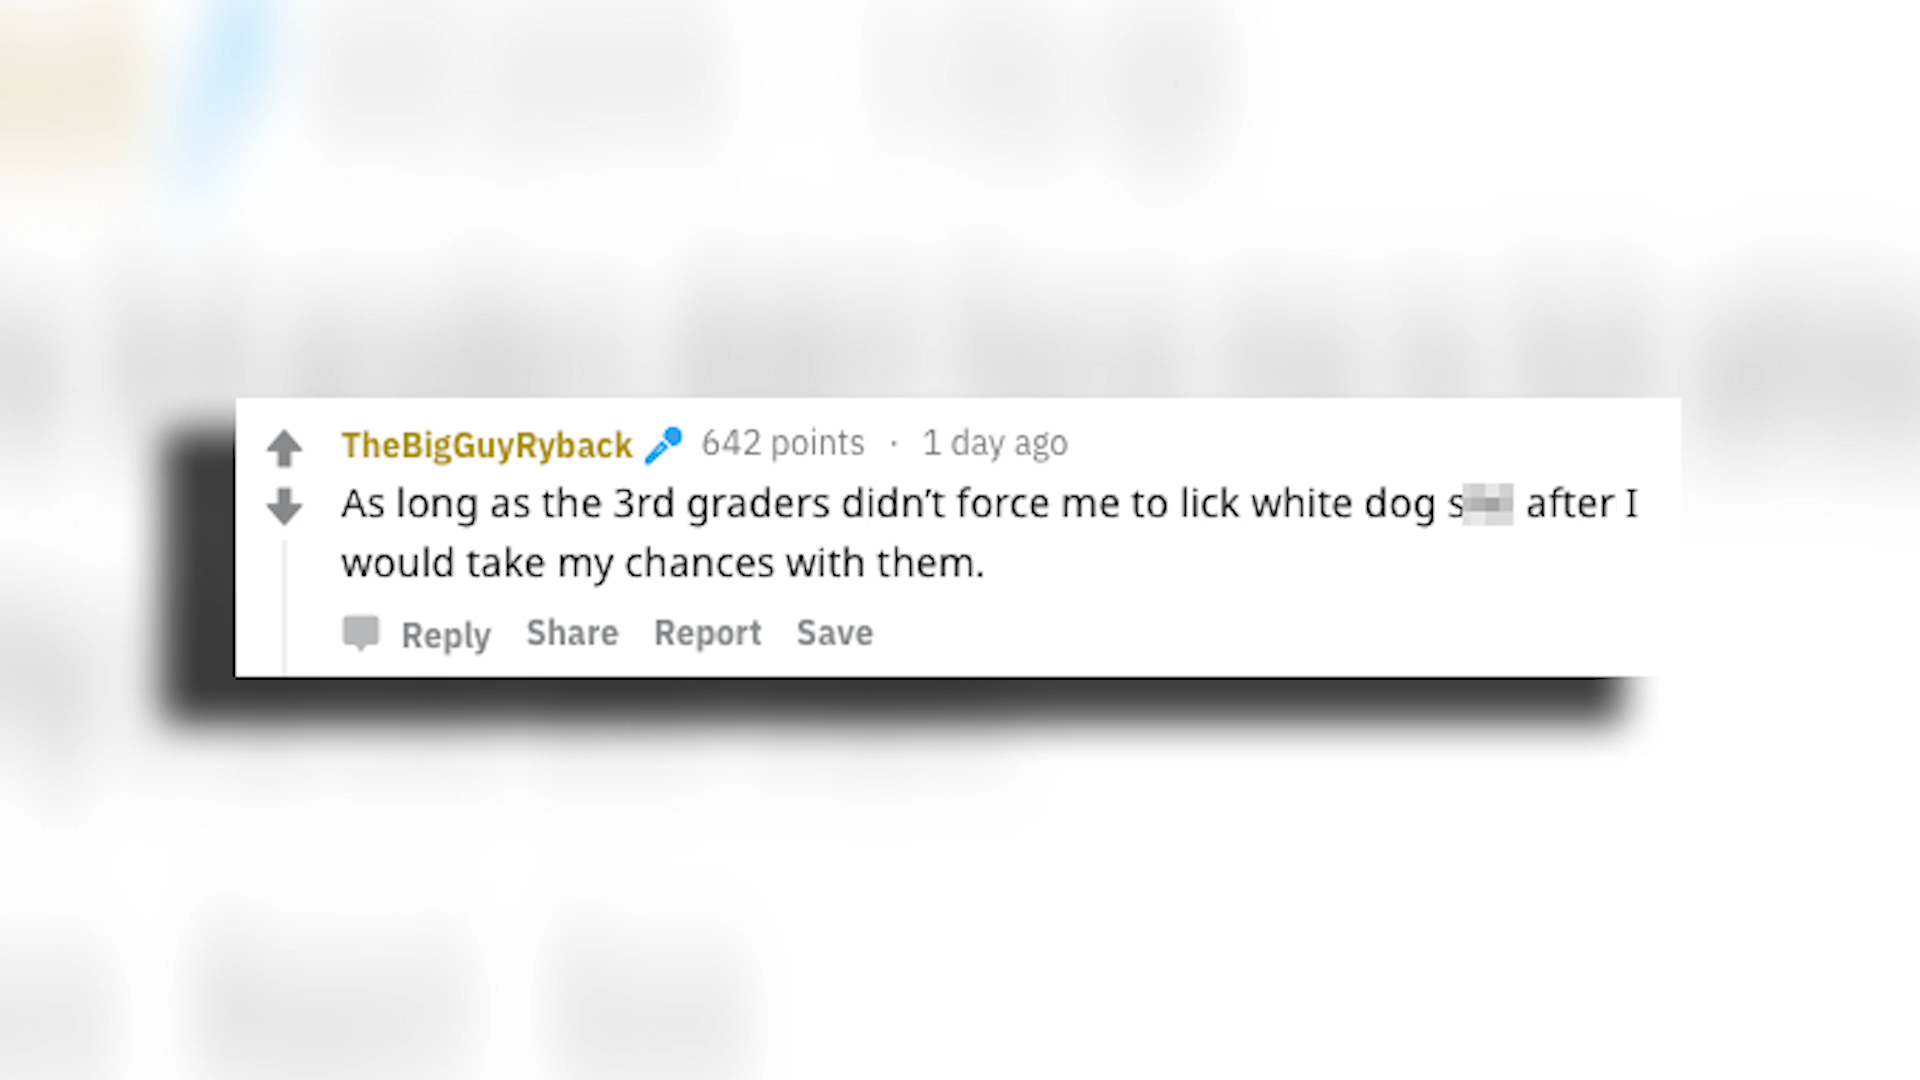 TheBigGuyRyback 642 points · 1 day ago
As long as the 3rd graders didn't force me to lick white dog s after I
would take my chances with them.
Reply Share Report Save